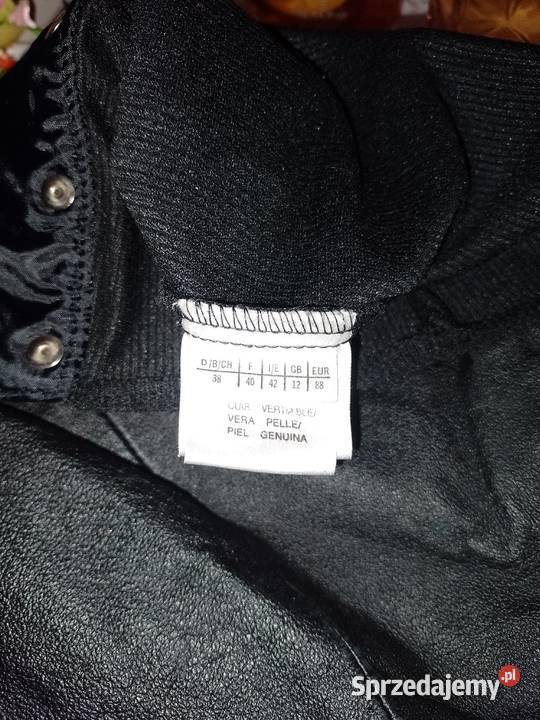 D/B/CH F I/E GB EUR
38 40 42 12 88
CUIR VERITABLE/
VERA PELLE/
PIEL GENUINA
Sprzedajemy.pl